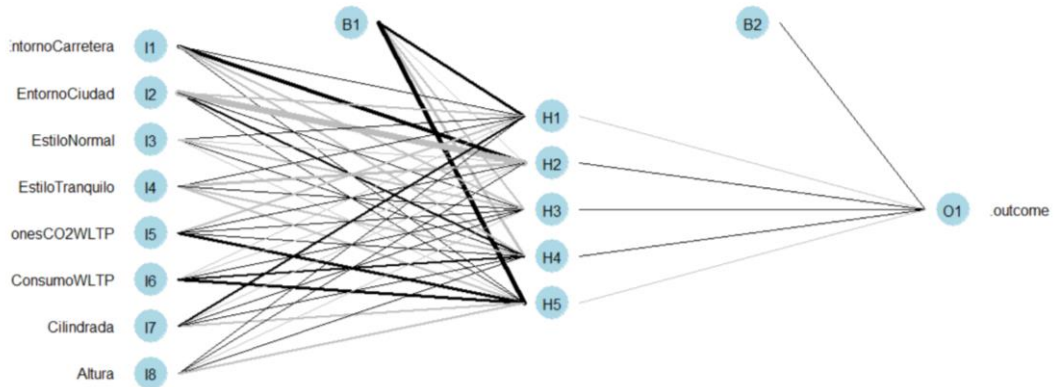 B1
B2
:ntornoCarretera I1
EntornoCiudad I2
H1
EstiloNormal I3
H2
EstiloTranquilo I4
H3
O1 .outcome
onesCO2WLTP I5
H4
ConsumoWLTP I6
H5
Cilindrada I7
Altura I8